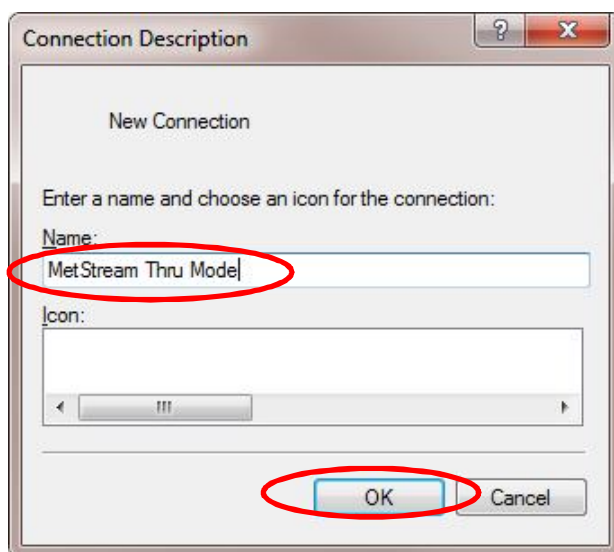 Connection Description
?
X
New Connection
Enter a name and choose an icon for the connection:
Name:
MetStream Thru Mode
Icon:
OK Cancel